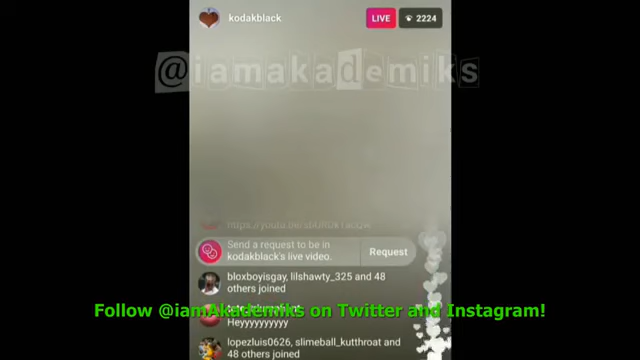 kodakblack
LIVE
2224
@iamakademiks
Send a request to be in
kodakblack's live video.
Request
bloxboyisgay, lilshawty_325 and 48
others joined
Follow @iamAkademiks on Twitter and Instagram!
Heyyyyyyyyy
lopezluis0626, slimeball_kutthroat and
48 others joined